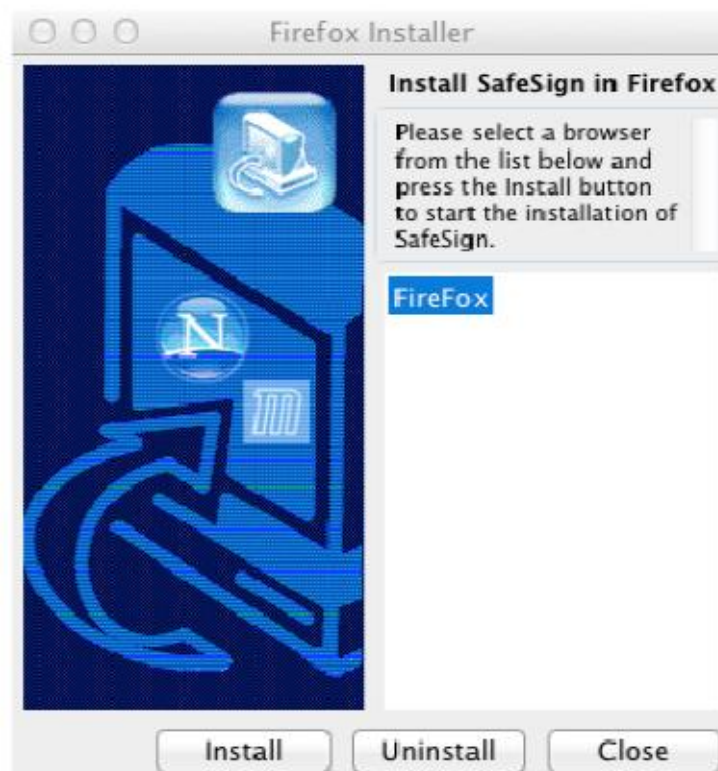 Firefox Installer
Install SafeSign in Firefox
Please select a browser
from the list below and
press the Install button
to start the installation of
SafeSign.
FireFox
N
m
Install
Uninstall
Close